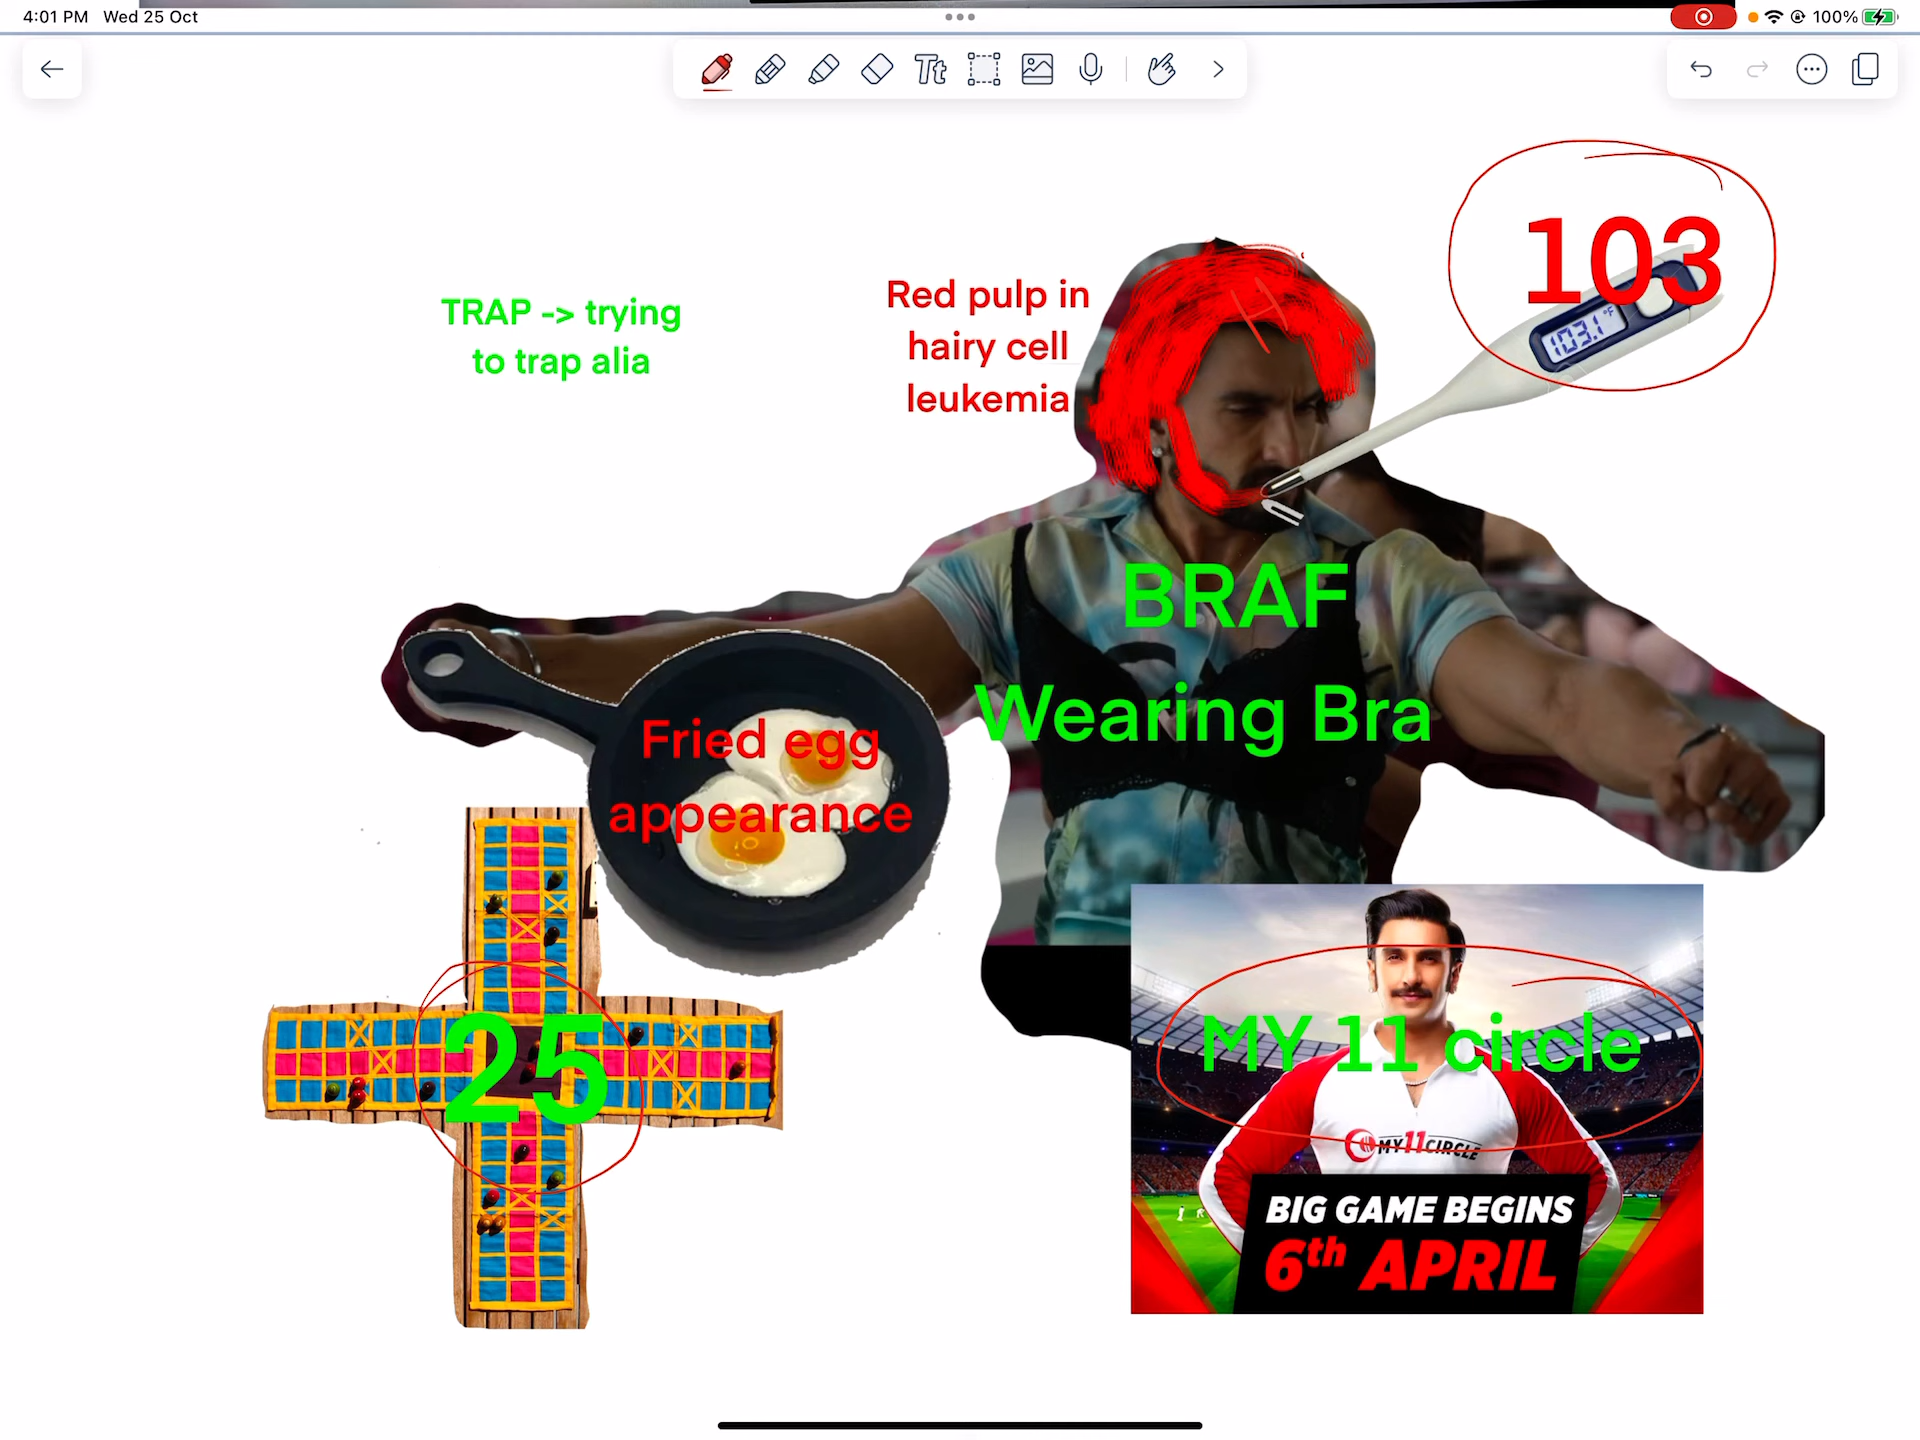 4:01 PM Wed 25 Oct
100%
Tt
103
103.1 °F
TRAP -> trying
to trap alia
Red pulp in
hairy cell
leukemia
H
BRAF
Wearing Bra
Fried egg
appearance
25
MY 11 circle
MY11CIRCLE
BIG GAME BEGINS
6th APRIL